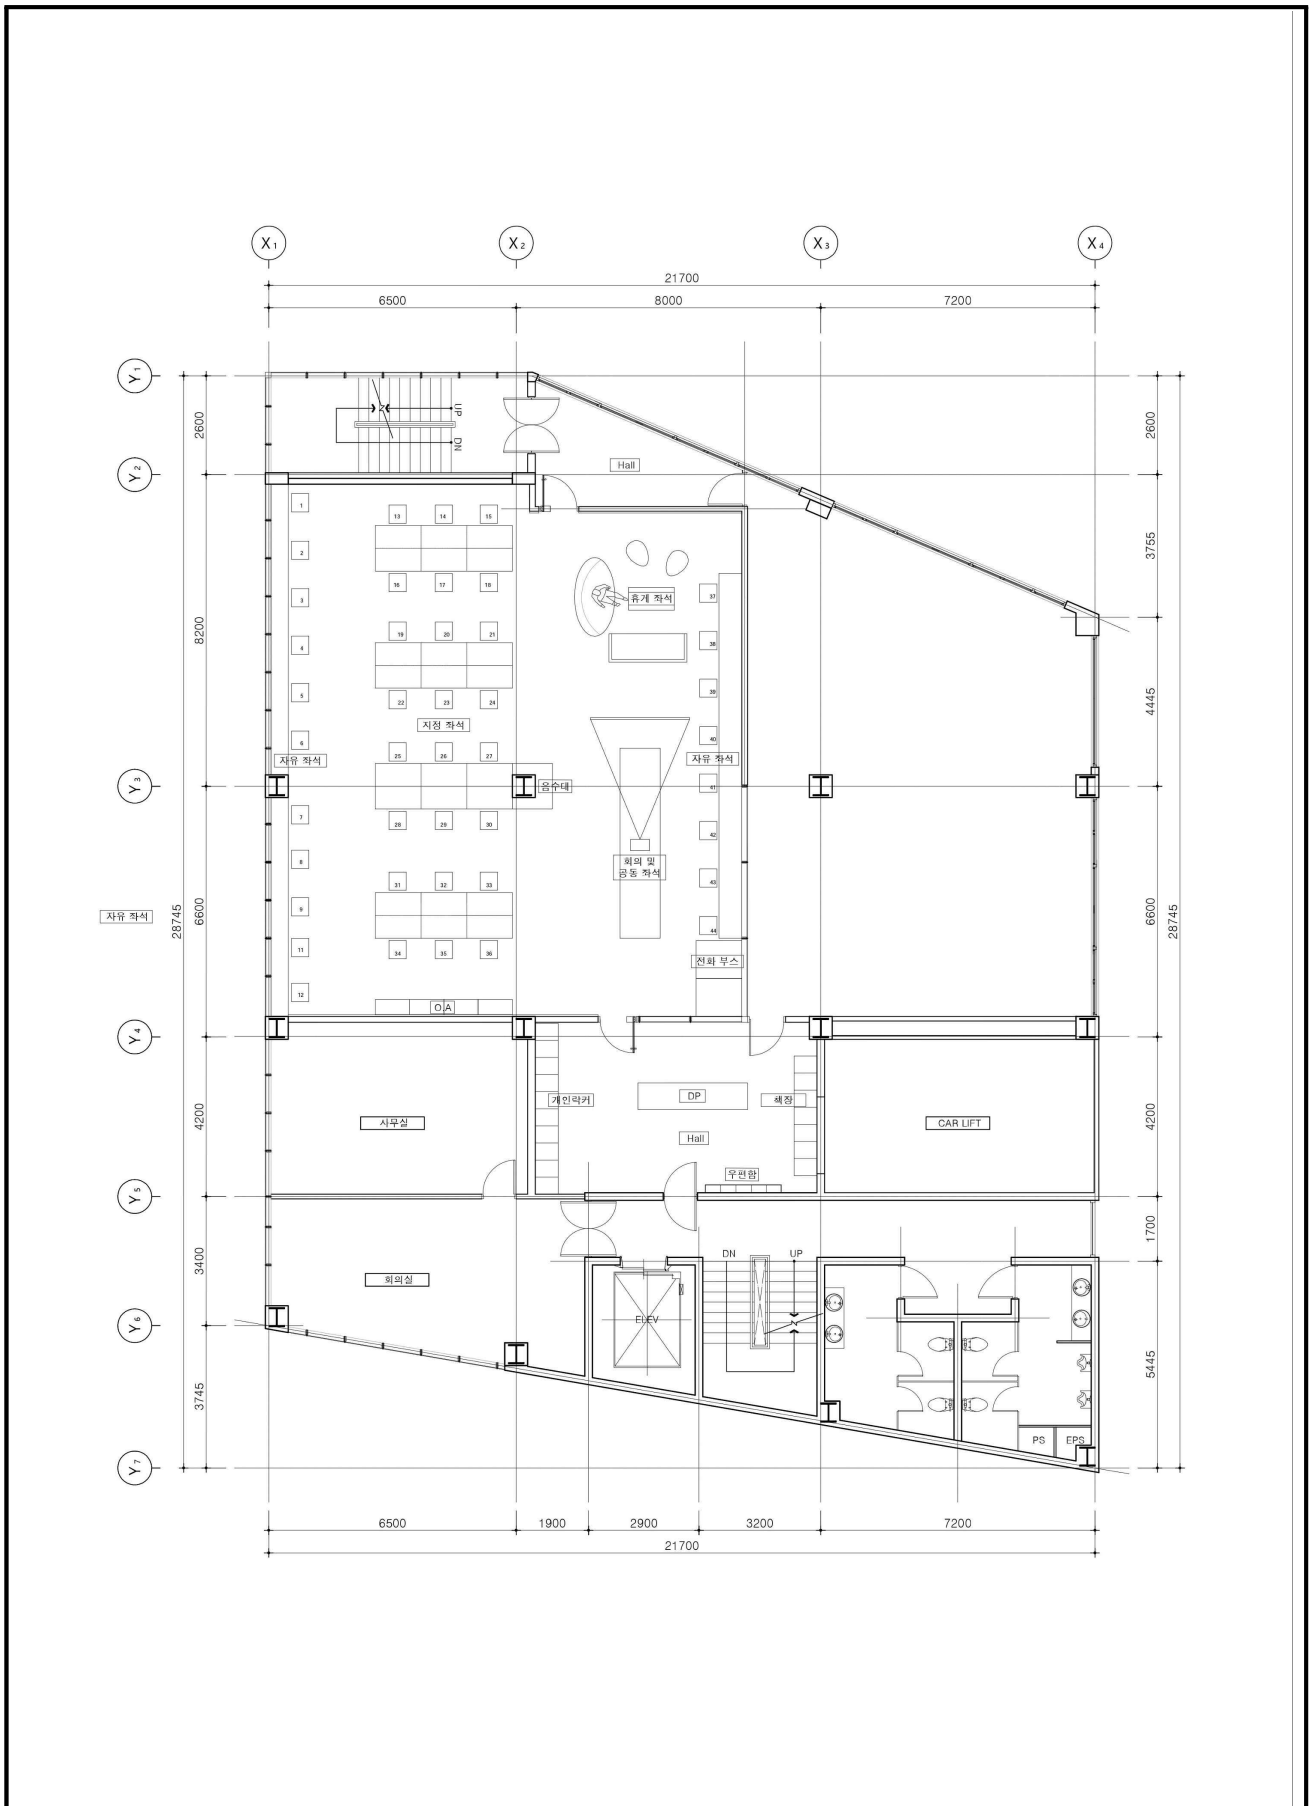 X1
X2
X3
X4
21700
6500
8000
7200
Y1
Y2
Y3
Y4
Y5
Y6
Y7
2600
8200
6600
4200
3400
3745
28745
2600
3755
4445
6600
4200
1700
5445
28745
UP
DN
Hall
1
2
3
4
5
6
자유 좌석
7
8
9
11
12
13
14
15
16
17
18
19
20
21
22
23
24
지정 좌석
25
26
27
28
29
30
31
32
33
34
35
36
O.A
음수대
휴게 좌석
37
38
39
40
자유 좌석
41
42
43
44
회의 및
공동 좌석
전화 부스
자유 좌석
사무실
개인락커
DP
책장
Hall
우편함
CAR LIFT
회의실
ELEV
DN
UP
PS
EPS
6500
1900
2900
3200
7200
21700